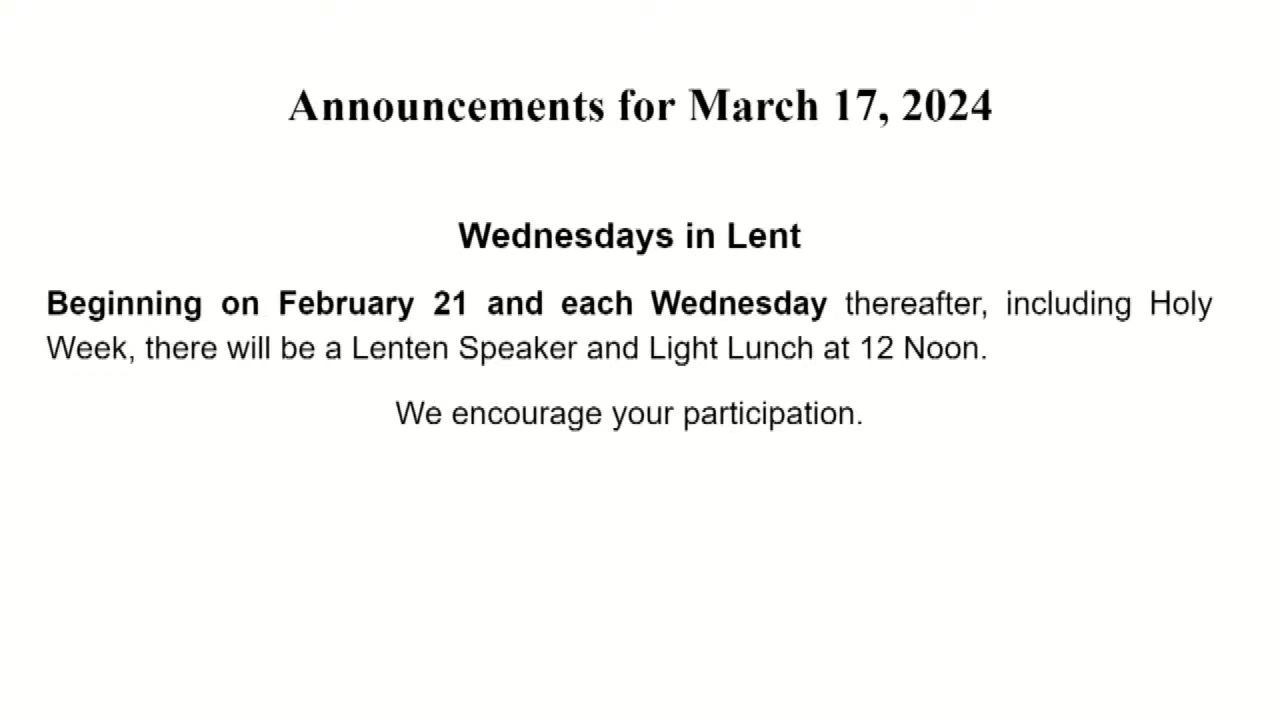 Announcements for March 17, 2024
Wednesdays in Lent
Beginning on February 21 and each Wednesday thereafter, including Holy
Week, there will be a Lenten Speaker and Light Lunch at 12 Noon.
We encourage your participation.